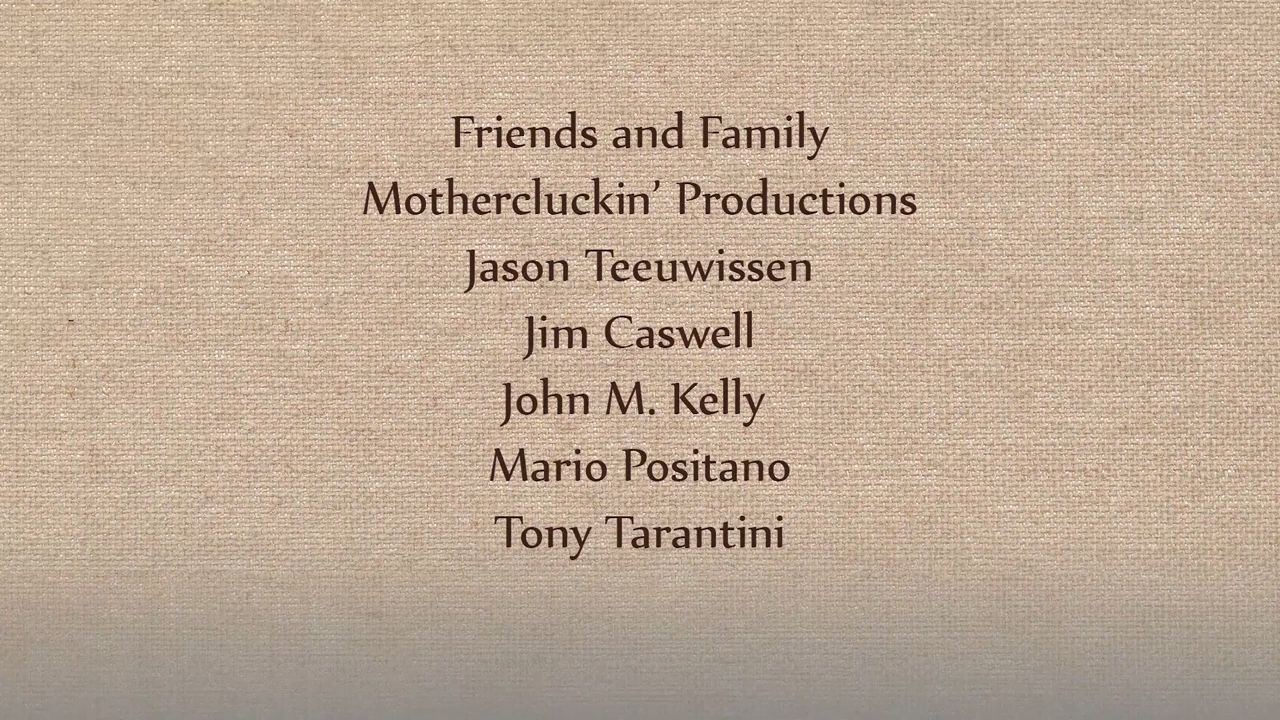 Friends and Family
Mothercluckin’ Productions
Jason Teeuwissen
Jim Caswell
John M. Kelly
Mario Positano
Tony Tarantini